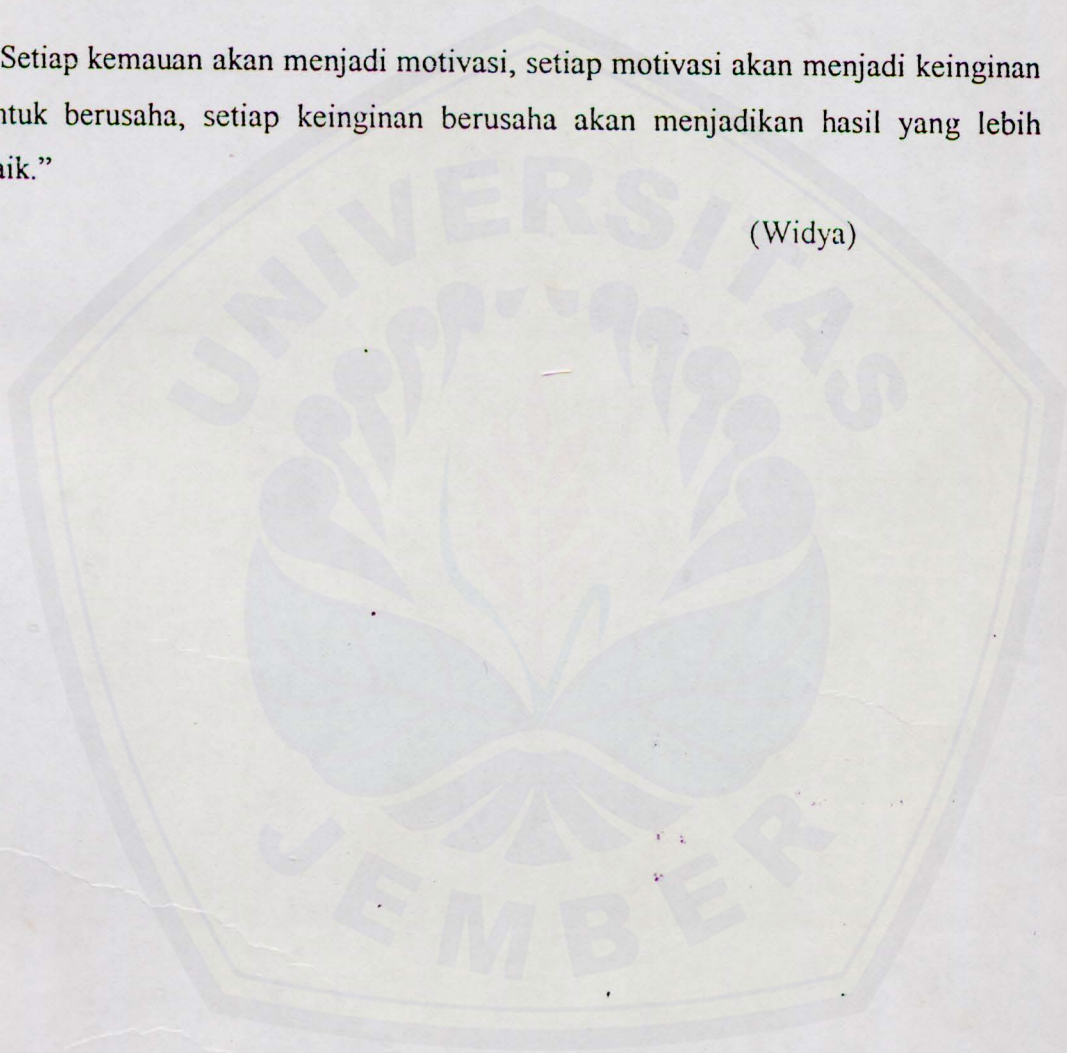 Setiap kemauan akan menjadi motivasi, setiap motivasi akan menjadi keinginan
ntuk berusaha, setiap keinginan berusaha akan menjadikan hasil yang lebih
aik.”
(Widya)
UNIVERSITAS
JEMBER